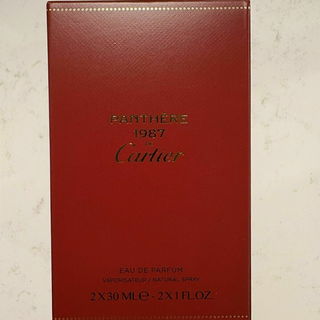 PANTHÈRE
1987
Cartier
EAU DE PARFUM
VAPORISATEUR / NATURAL SPRAY
2 X 30 ML℮ - 2 X 1 FL.OZ.